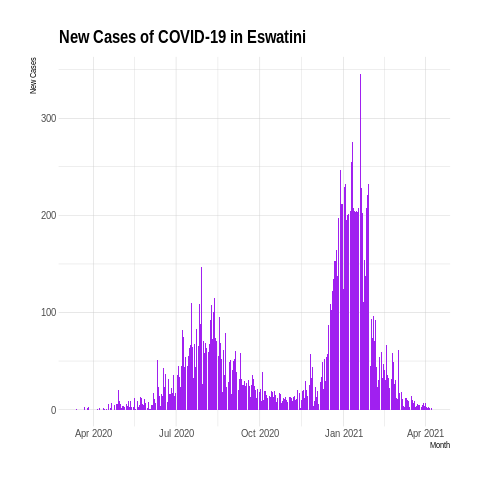 New Cases of COVID-19 in Eswatini
New Cases
300
200
100
0
Apr 2020
Jul 2020
Oct 2020
Jan 2021
Apr 2021
Month